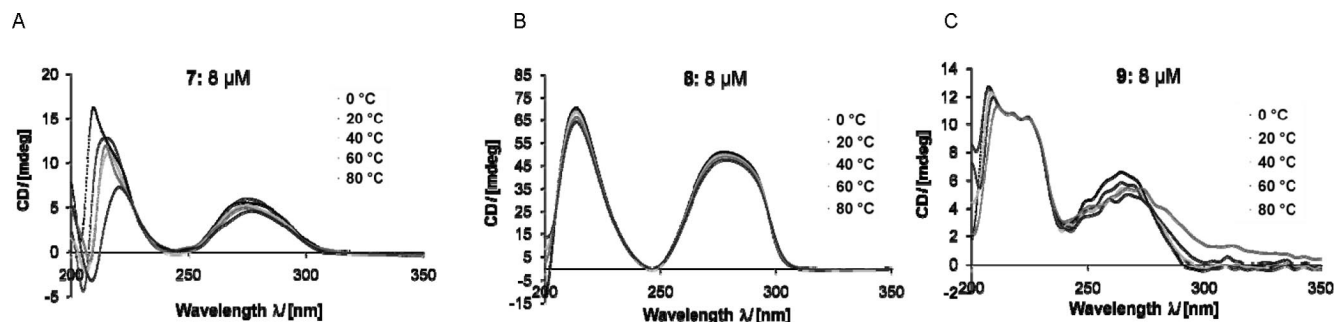 A
7: 8 µM
20
15
10
5
0
-5
200
250
300
350
CD/[mdeg]
Wavelength λ/[nm]
0 °C
20 °C
40 °C
60 °C
80 °C
B
8: 8 µM
85
75
65
55
45
35
25
15
5
-5
-15
200
250
300
350
CD/[mdeg]
Wavelength λ/[nm]
0 °C
20 °C
40 °C
60 °C
80 °C
C
9: 8 µM
14
12
10
8
6
4
2
0
-2
200
250
300
350
CD/[mdeg]
Wavelength λ/[nm]
0 °C
20 °C
40 °C
60 °C
80 °C